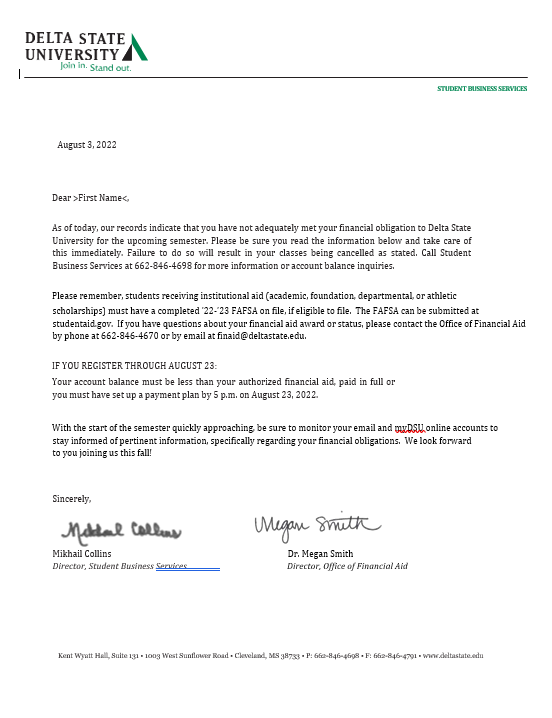 DELTA STATE
UNIVERSITY
Join in. Stand out.
STUDENT BUSINESS SERVICES
August 3, 2022
Dear >First Name<,
As of today, our records indicate that you have not adequately met your financial obligation to Delta State
University for the upcoming semester. Please be sure you read the information below and take care of
this immediately. Failure to do so will result in your classes being cancelled as stated. Call Student
Business Services at 662-846-4698 for more information or account balance inquiries.
Please remember, students receiving institutional aid (academic, foundation, departmental, or athletic
scholarships) must have a completed '22-'23 FAFSA on file, if eligible to file. The FAFSA can be submitted at
studentaid.gov. If you have questions about your financial aid award or status, please contact the Office of Financial Aid
by phone at 662-846-4670 or by email at finaid@deltastate.edu.
IF YOU REGISTER THROUGH AUGUST 23:
Your account balance must be less than your authorized financial aid, paid in full or
you must have set up a payment plan by 5 p.m. on August 23, 2022.
With the start of the semester quickly approaching, be sure to monitor your email and myDSU online accounts to
stay informed of pertinent information, specifically regarding your financial obligations. We look forward
to you joining us this fall!
Sincerely,
Mikhail Collins Megan Smith
Mikhail Collins Dr. Megan Smith
Director, Student Business Services Director, Office of Financial Aid
Kent Wyatt Hall, Suite 131 • 1003 West Sunflower Road • Cleveland, MS 38733 • P: 662-846-4698 • F: 662-846-4791 • www.deltastate.edu